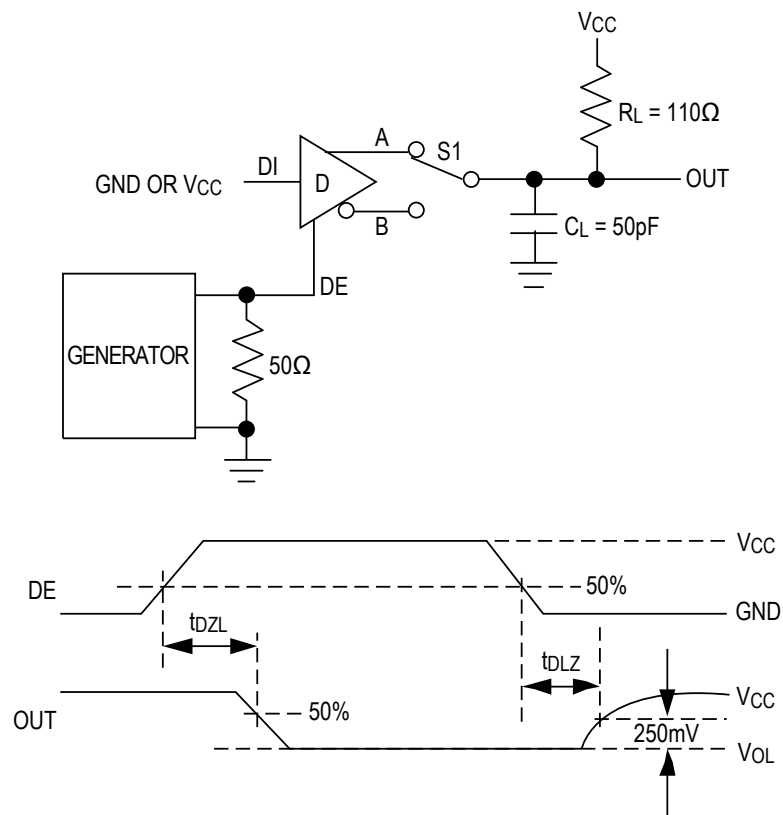 VCC
RL = 110Ω
A
S1
DI
D
GND OR VCC
OUT
B
CL = 50pF
DE
GENERATOR
50Ω
VCC
DE
50%
GND
tDZL
tDLZ
VCC
OUT
50%
250mV
VOL